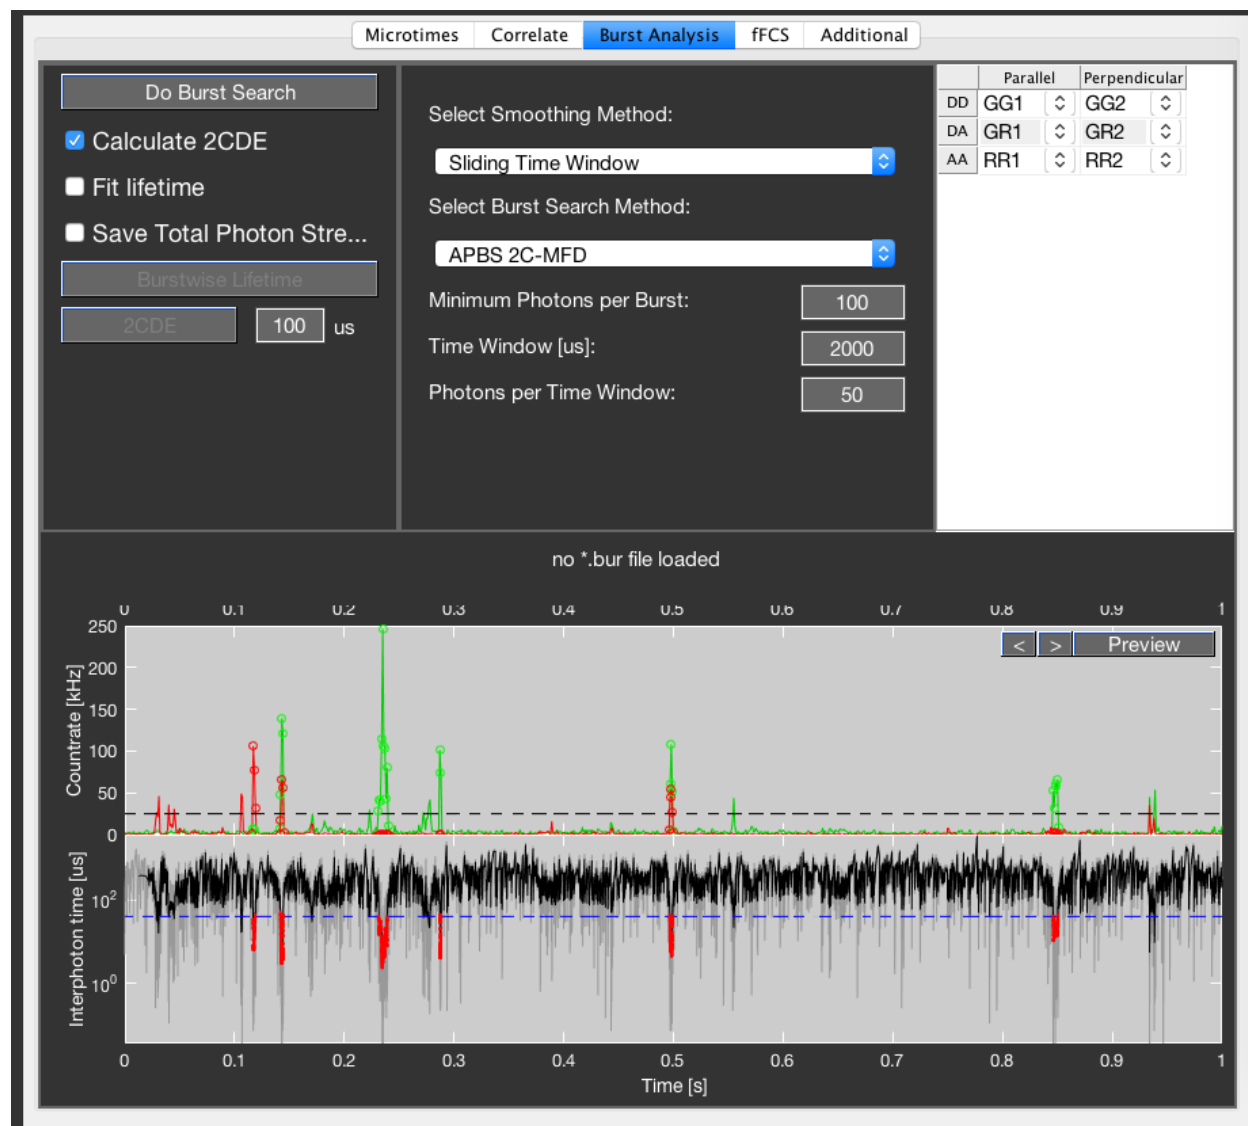 Microtimes Correlate Burst Analysis fFCS Additional
Do Burst Search
Calculate 2CDE
Fit lifetime
Save Total Photon Stre...
Burstwise Lifetime
2CDE 100 us
Select Smoothing Method:
Sliding Time Window
Select Burst Search Method:
APBS 2C-MFD
Minimum Photons per Burst: 100
Time Window [us]: 2000
Photons per Time Window: 50
Parallel Perpendicular
DD GG1 GG2
DA GR1 GR2
AA RR1 RR2
no *.bur file loaded
0 0.1 0.2 0.3 0.4 0.5 0.6 0.7 0.8 0.9 1
< > Preview
Countrate [kHz]
250
200
150
100
50
0
Interphoton time [us]
10²
10⁰
0 0.1 0.2 0.3 0.4 0.5 0.6 0.7 0.8 0.9 1
Time [s]